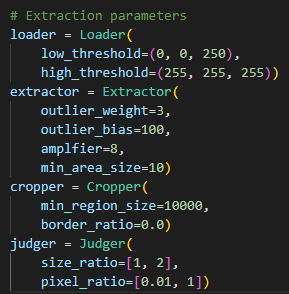 # Extraction parameters
loader = Loader(
    low_threshold=(0, 0, 250),
    high_threshold=(255, 255, 255))
extractor = Extractor(
    outlier_weight=3,
    outlier_bias=100,
    amplfier=8,
    min_area_size=10)
cropper = Cropper(
    min_region_size=10000,
    border_ratio=0.0)
judger = Judger(
    size_ratio=[1, 2],
    pixel_ratio=[0.01, 1])